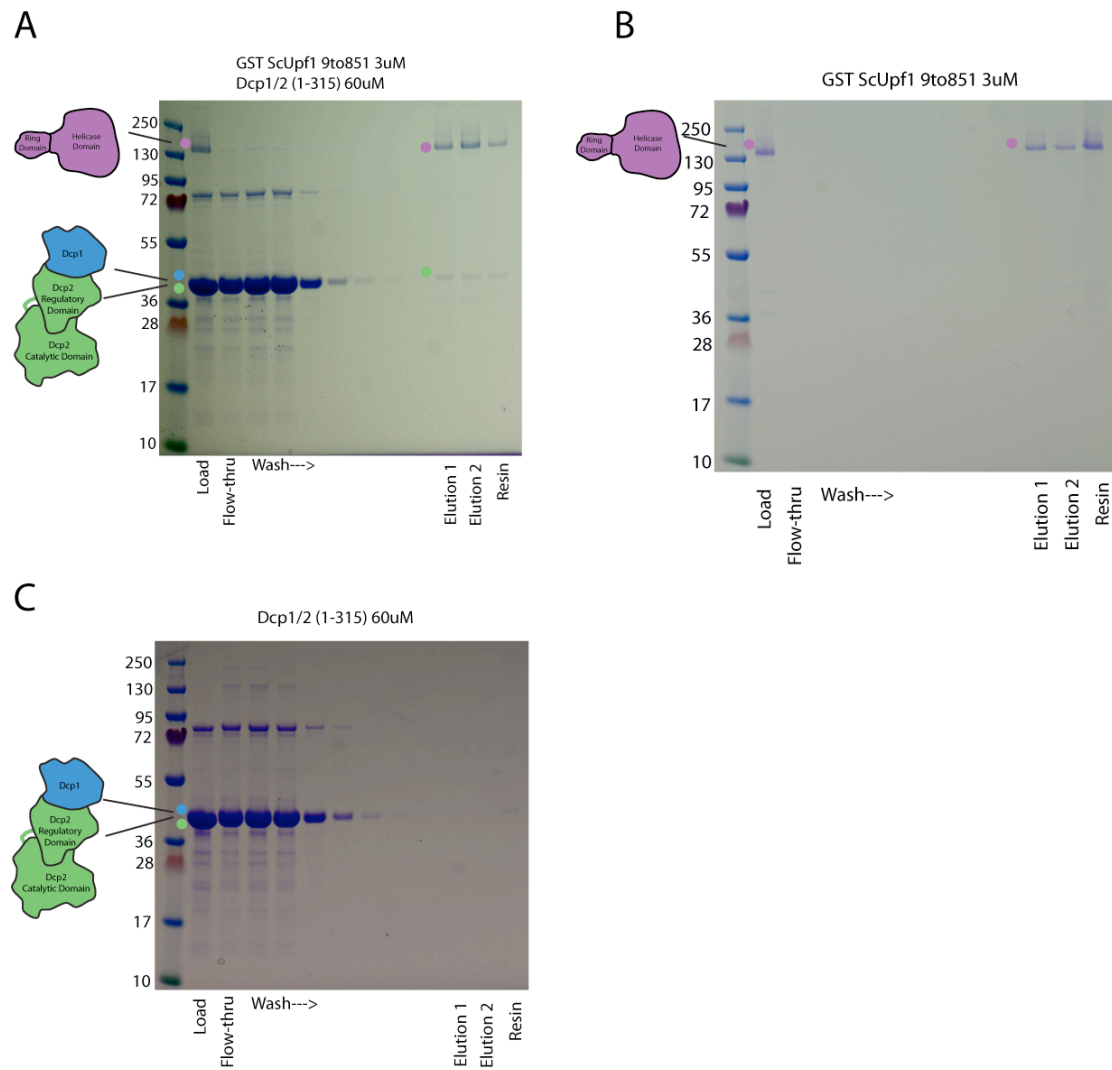 A
GST ScUpf1 9to851 3uM
Dcp1/2 (1-315) 60uM
250
130
95
72
55
36
28
17
10
Ring
Domain
Helicase
Domain
Dcp1
Dcp2
Regulatory
Domain
Dcp2
Catalytic Domain
Load
Flow-thru
Wash--->
Elution 1
Elution 2
Resin
B
GST ScUpf1 9to851 3uM
250
130
95
72
55
36
28
17
10
Ring
Domain
Helicase
Domain
Load
Flow-thru
Wash--->
Elution 1
Elution 2
Resin
C
Dcp1/2 (1-315) 60uM
250
130
95
72
55
36
28
17
10
Dcp1
Dcp2
Regulatory
Domain
Dcp2
Catalytic Domain
Load
Flow-thru
Wash--->
Elution 1
Elution 2
Resin